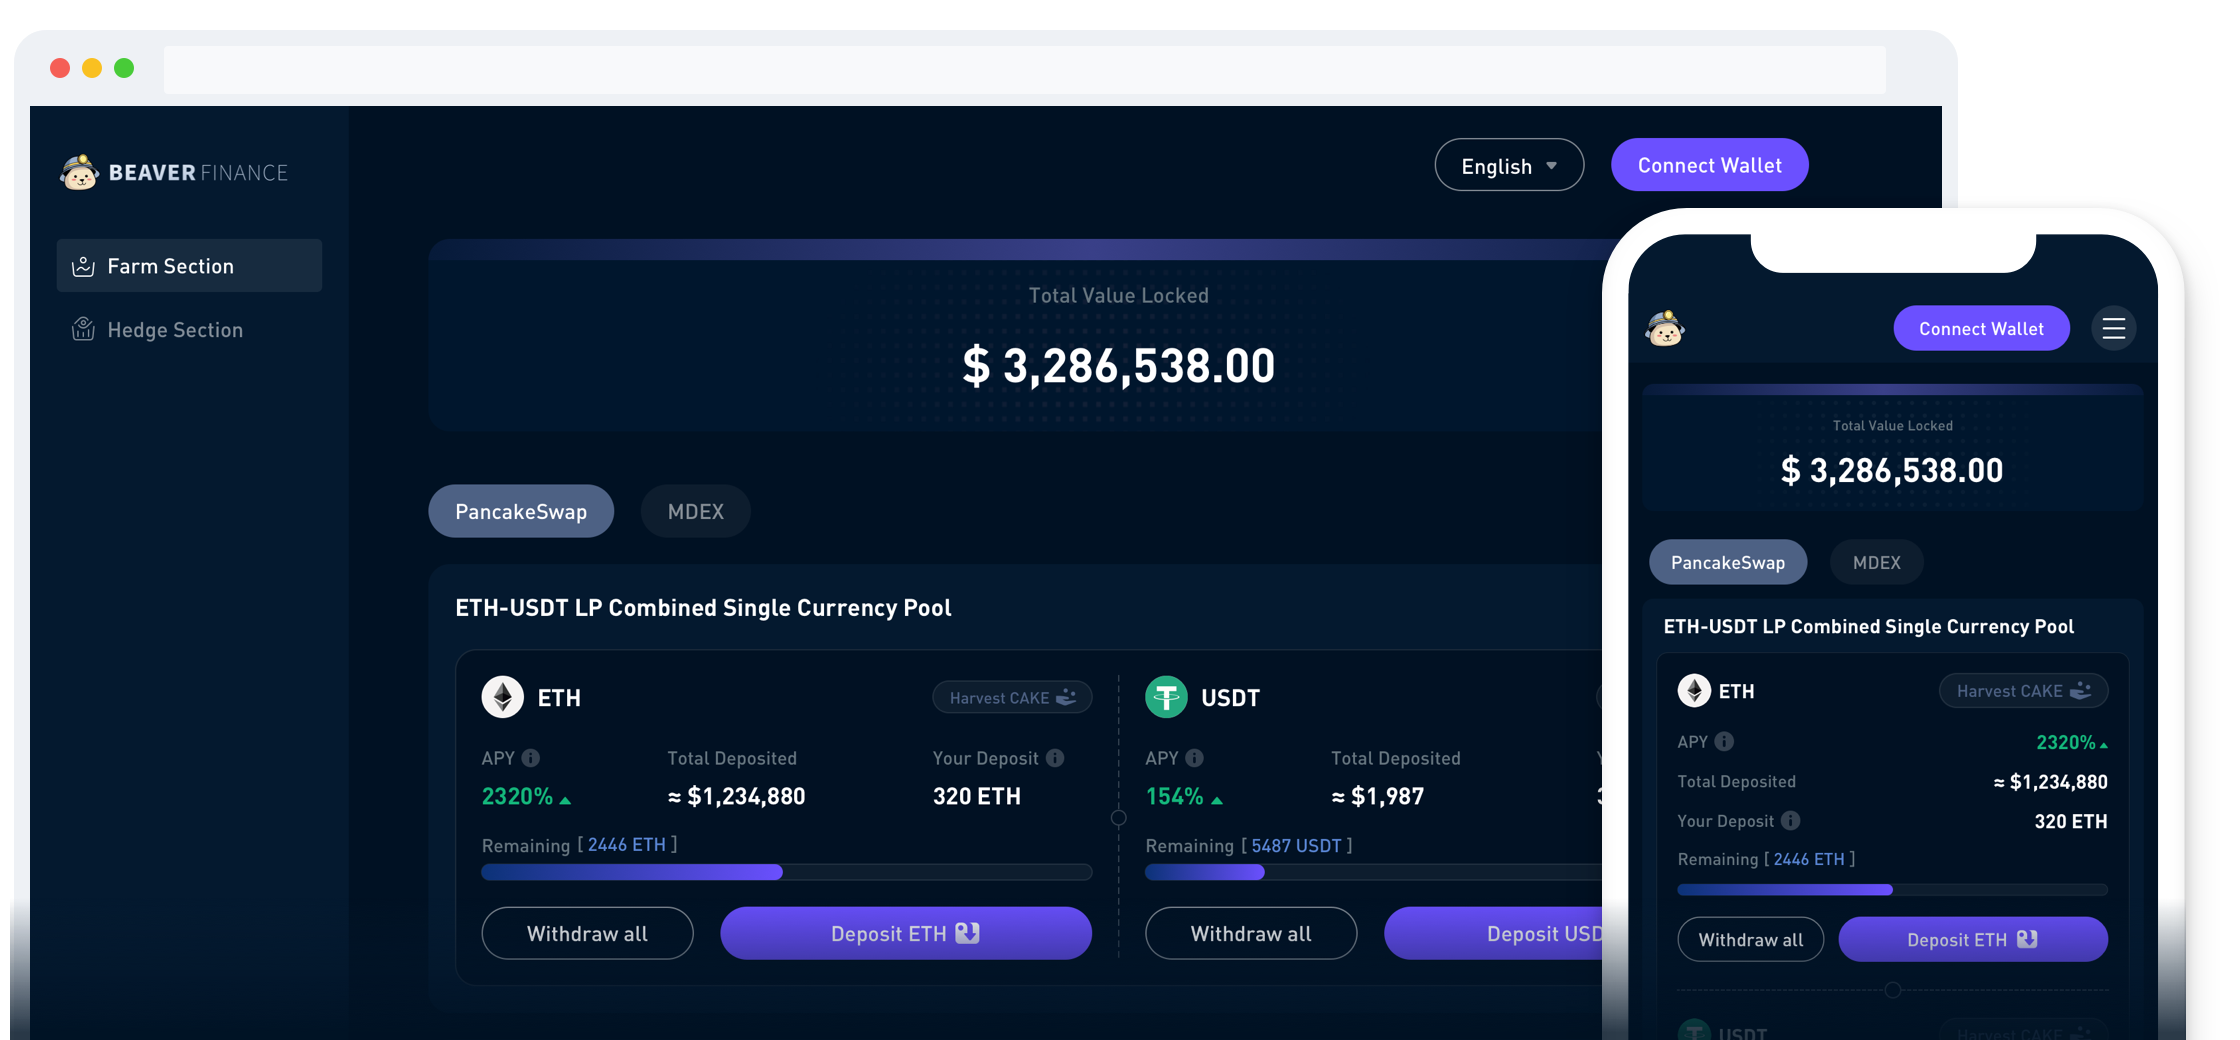 BEAVER FINANCE
English
Connect Wallet
Farm Section
Hedge Section
Total Value Locked
$ 3,286,538.00
PancakeSwap
MDEX
ETH-USDT LP Combined Single Currency Pool
ETH
Harvest CAKE
APY
Total Deposited
Your Deposit
2320%
≈ $1,234,880
320 ETH
Remaining [ 2446 ETH ]
Withdraw all
Deposit ETH
USDT
APY
Total Deposited
154%
≈ $1,987
Remaining [ 5487 USDT ]
Withdraw all
Deposit USD
Connect Wallet
Total Value Locked
$ 3,286,538.00
PancakeSwap
MDEX
ETH-USDT LP Combined Single Currency Pool
ETH
Harvest CAKE
APY
2320%
Total Deposited
≈ $1,234,880
Your Deposit
320 ETH
Remaining [ 2446 ETH ]
Withdraw all
Deposit ETH
USDT
Harvest CAKE